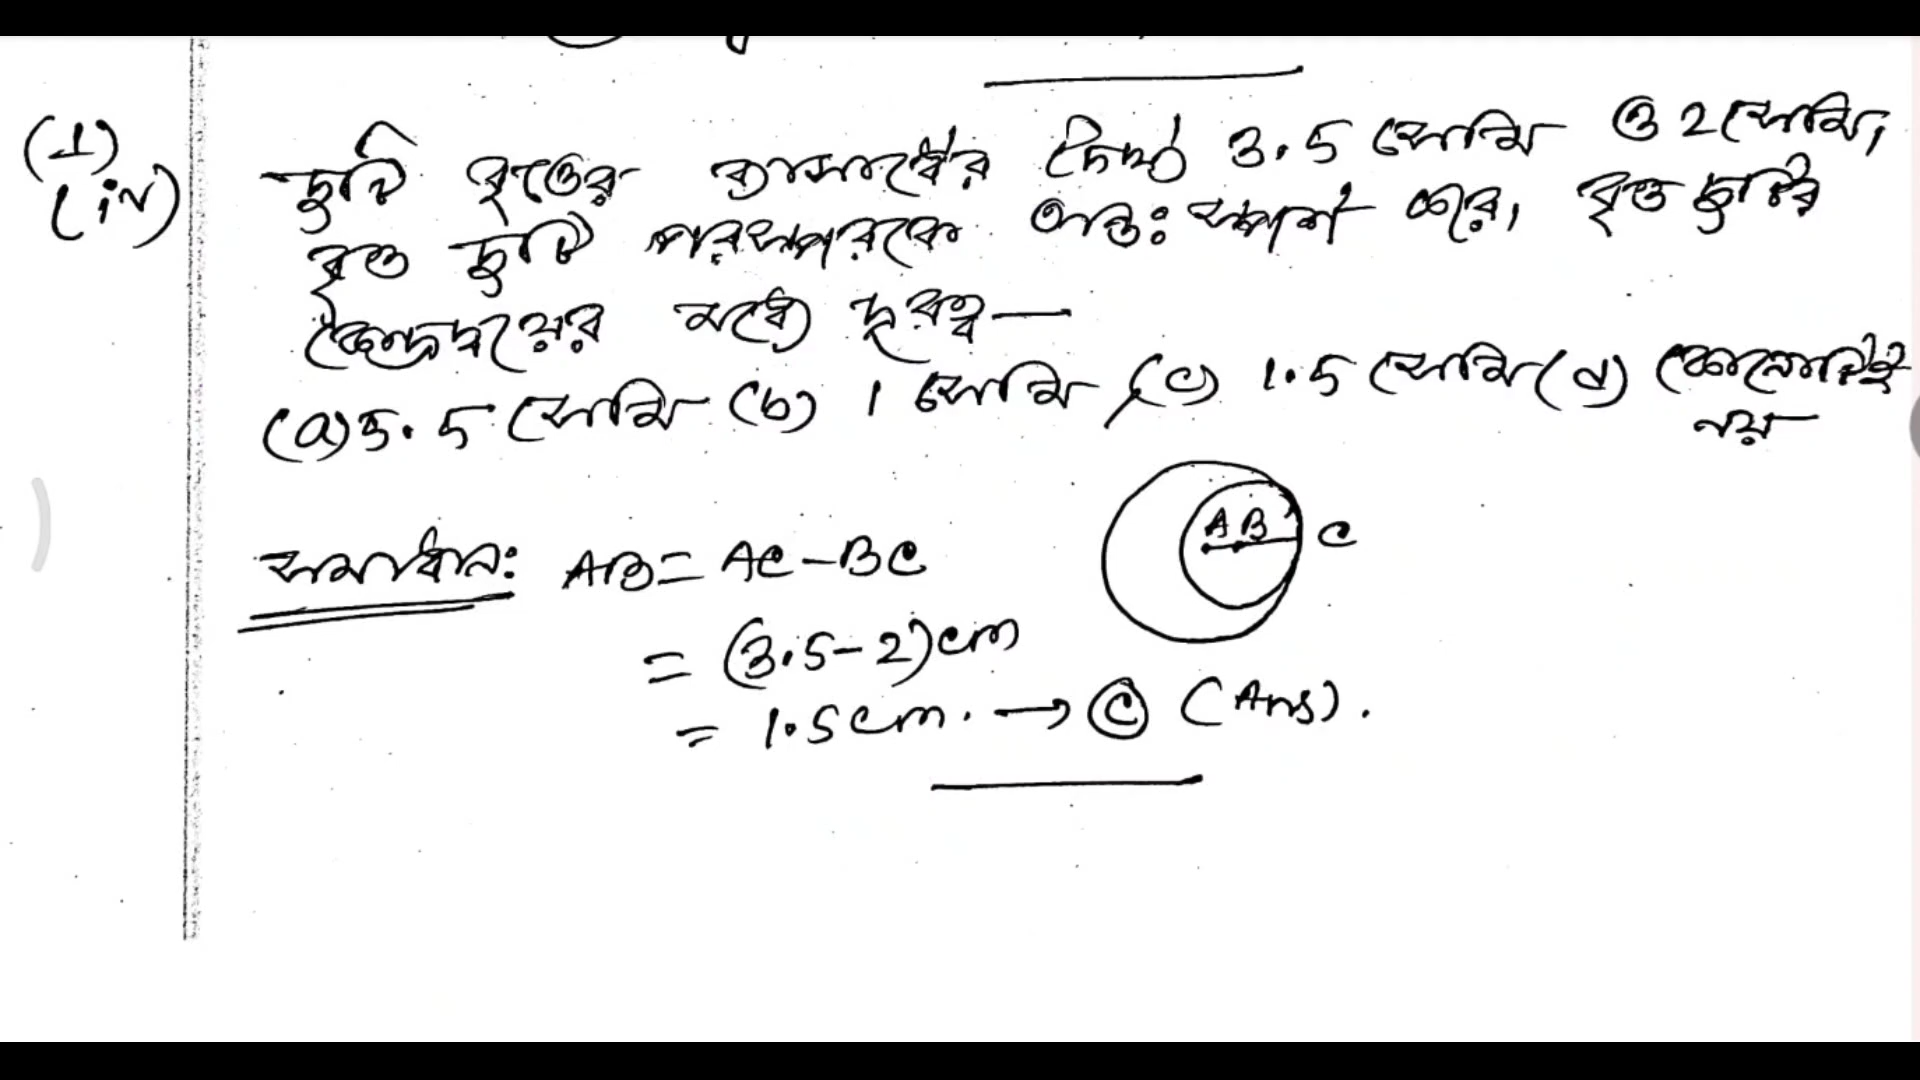 (1)
(iv)
দুটি বৃত্তের ব্যাসার্ধের দৈর্ঘ্য 3.5 সেমি ও 2 সেমি।
বৃত্ত দুটি পরস্পরকে অন্তঃস্পর্শ করে। বৃত্ত দুটির
কেন্দ্রদ্বয়ের মধ্যে দূরত্ব —
(a) 5.5 সেমি (b) 1 সেমি (c) 1.5 সেমি (d) কোনোটিই
নয়
A B C
সমাধান: AB = AC - BC
= (3.5 - 2) cm
= 1.5 cm. → (C) (Ans).